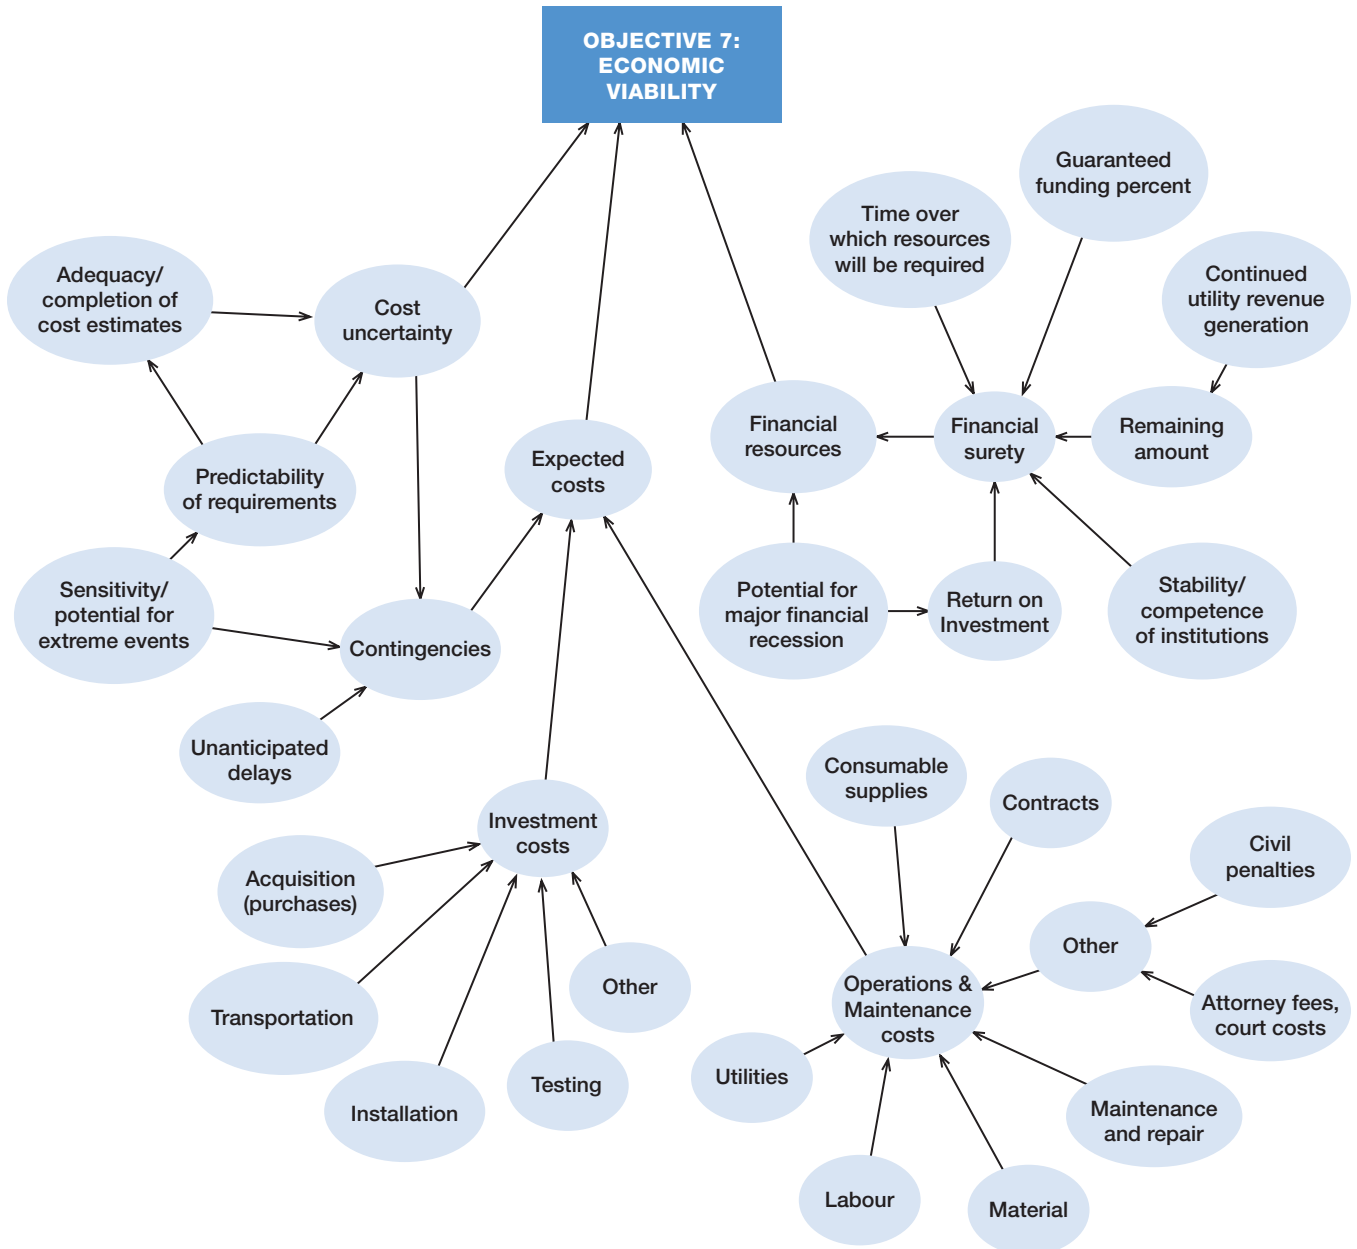 OBJECTIVE 7:
ECONOMIC
VIABILITY
Guaranteed
funding percent
Time over
which resources
will be required
Continued
utility revenue
generation
Adequacy/
completion of
cost estimates
Cost
uncertainty
Financial
resources
Financial
surety
Remaining
amount
Expected
costs
Predictability
of requirements
Sensitivity/
potential for
extreme events
Contingencies
Potential for
major financial
recession
Return on
Investment
Stability/
competence
of institutions
Unanticipated
delays
Consumable
supplies
Contracts
Investment
costs
Civil
penalties
Acquisition
(purchases)
Other
Other
Operations &
Maintenance
costs
Attorney fees,
court costs
Transportation
Testing
Utilities
Installation
Maintenance
and repair
Labour
Material